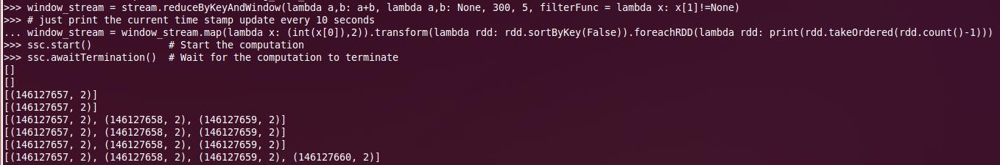 >>> window_stream = stream.reduceByKeyAndWindow(lambda a,b: a+b, lambda a,b: None, 300, 5, filterFunc = lambda x: x[1]!=None)
>>> # just print the current time stamp update every 10 seconds
... window_stream = window_stream.map(lambda x: (int(x[0]),2)).transform(lambda rdd: rdd.sortByKey(False)).foreachRDD(lambda rdd: print(rdd.takeOrdered(rdd.count()-1)))
>>> ssc.start()             # Start the computation
>>> ssc.awaitTermination()  # Wait for the computation to terminate
[]
[]
[(146127657, 2)]
[(146127657, 2)]
[(146127657, 2), (146127658, 2), (146127659, 2)]
[(146127657, 2), (146127658, 2), (146127659, 2)]
[(146127657, 2), (146127658, 2), (146127659, 2)]
[(146127657, 2), (146127658, 2), (146127659, 2), (146127660, 2)]